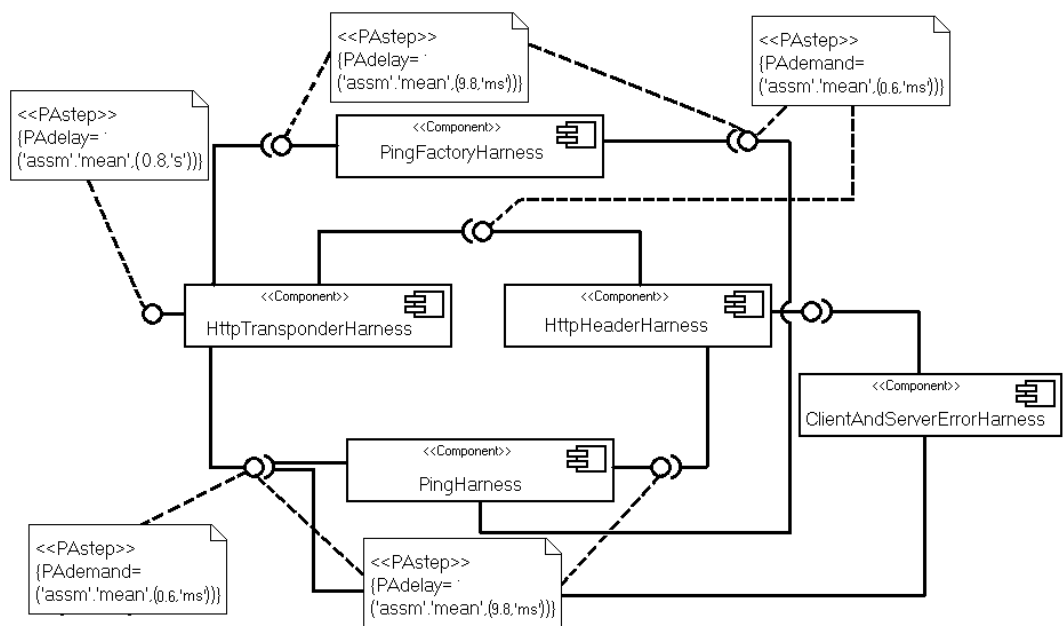 <<PAstep>>
{PAdelay=
('assm'.'mean',(9.8,'ms'))}
<<PAstep>>
{PAdemand=
('assm'.'mean',(0.6,'ms'))}
<<PAstep>>
{PAdelay=
('assm'.'mean',(0.8,'s'))}
<<Component>>
PingFactoryHarness
<<Component>>
HttpTransponderHarness
<<Component>>
HttpHeaderHarness
<<Component>>
ClientAndServerErrorHarness
<<Component>>
PingHarness
<<PAstep>>
{PAdemand=
('assm'.'mean',(0.6,'ms'))}
<<PAstep>>
{PAdelay=
('assm'.'mean',(9.8,'ms'))}